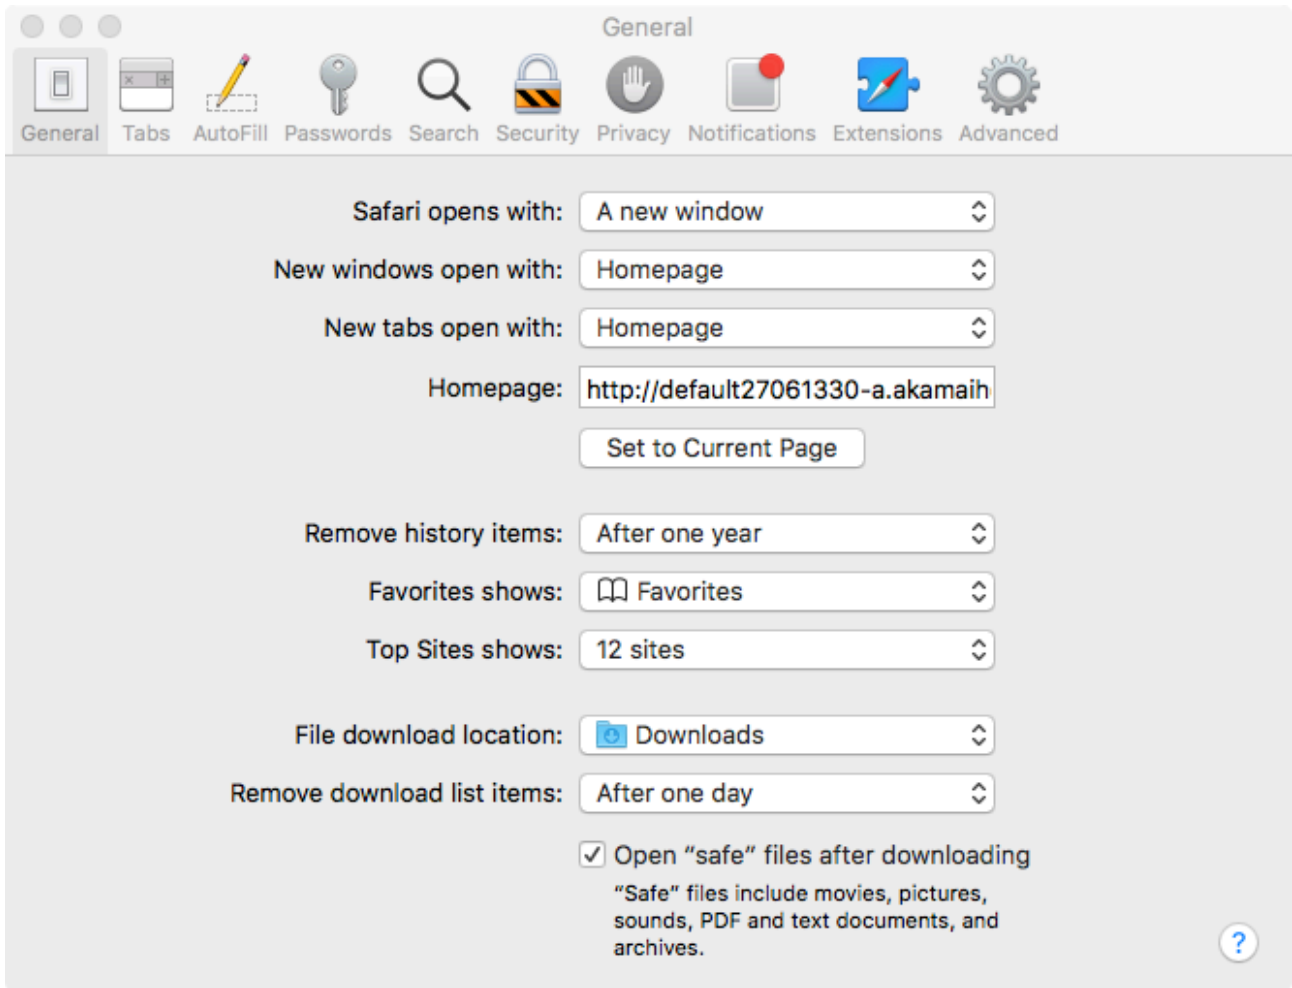 General
General Tabs AutoFill Passwords Search Security Privacy Notifications Extensions Advanced
Safari opens with: A new window
New windows open with: Homepage
New tabs open with: Homepage
Homepage: http://default27061330-a.akamaih
Set to Current Page
Remove history items: After one year
Favorites shows: Favorites
Top Sites shows: 12 sites
File download location: Downloads
Remove download list items: After one day
Open “safe” files after downloading
“Safe” files include movies, pictures,
sounds, PDF and text documents, and
archives.
?